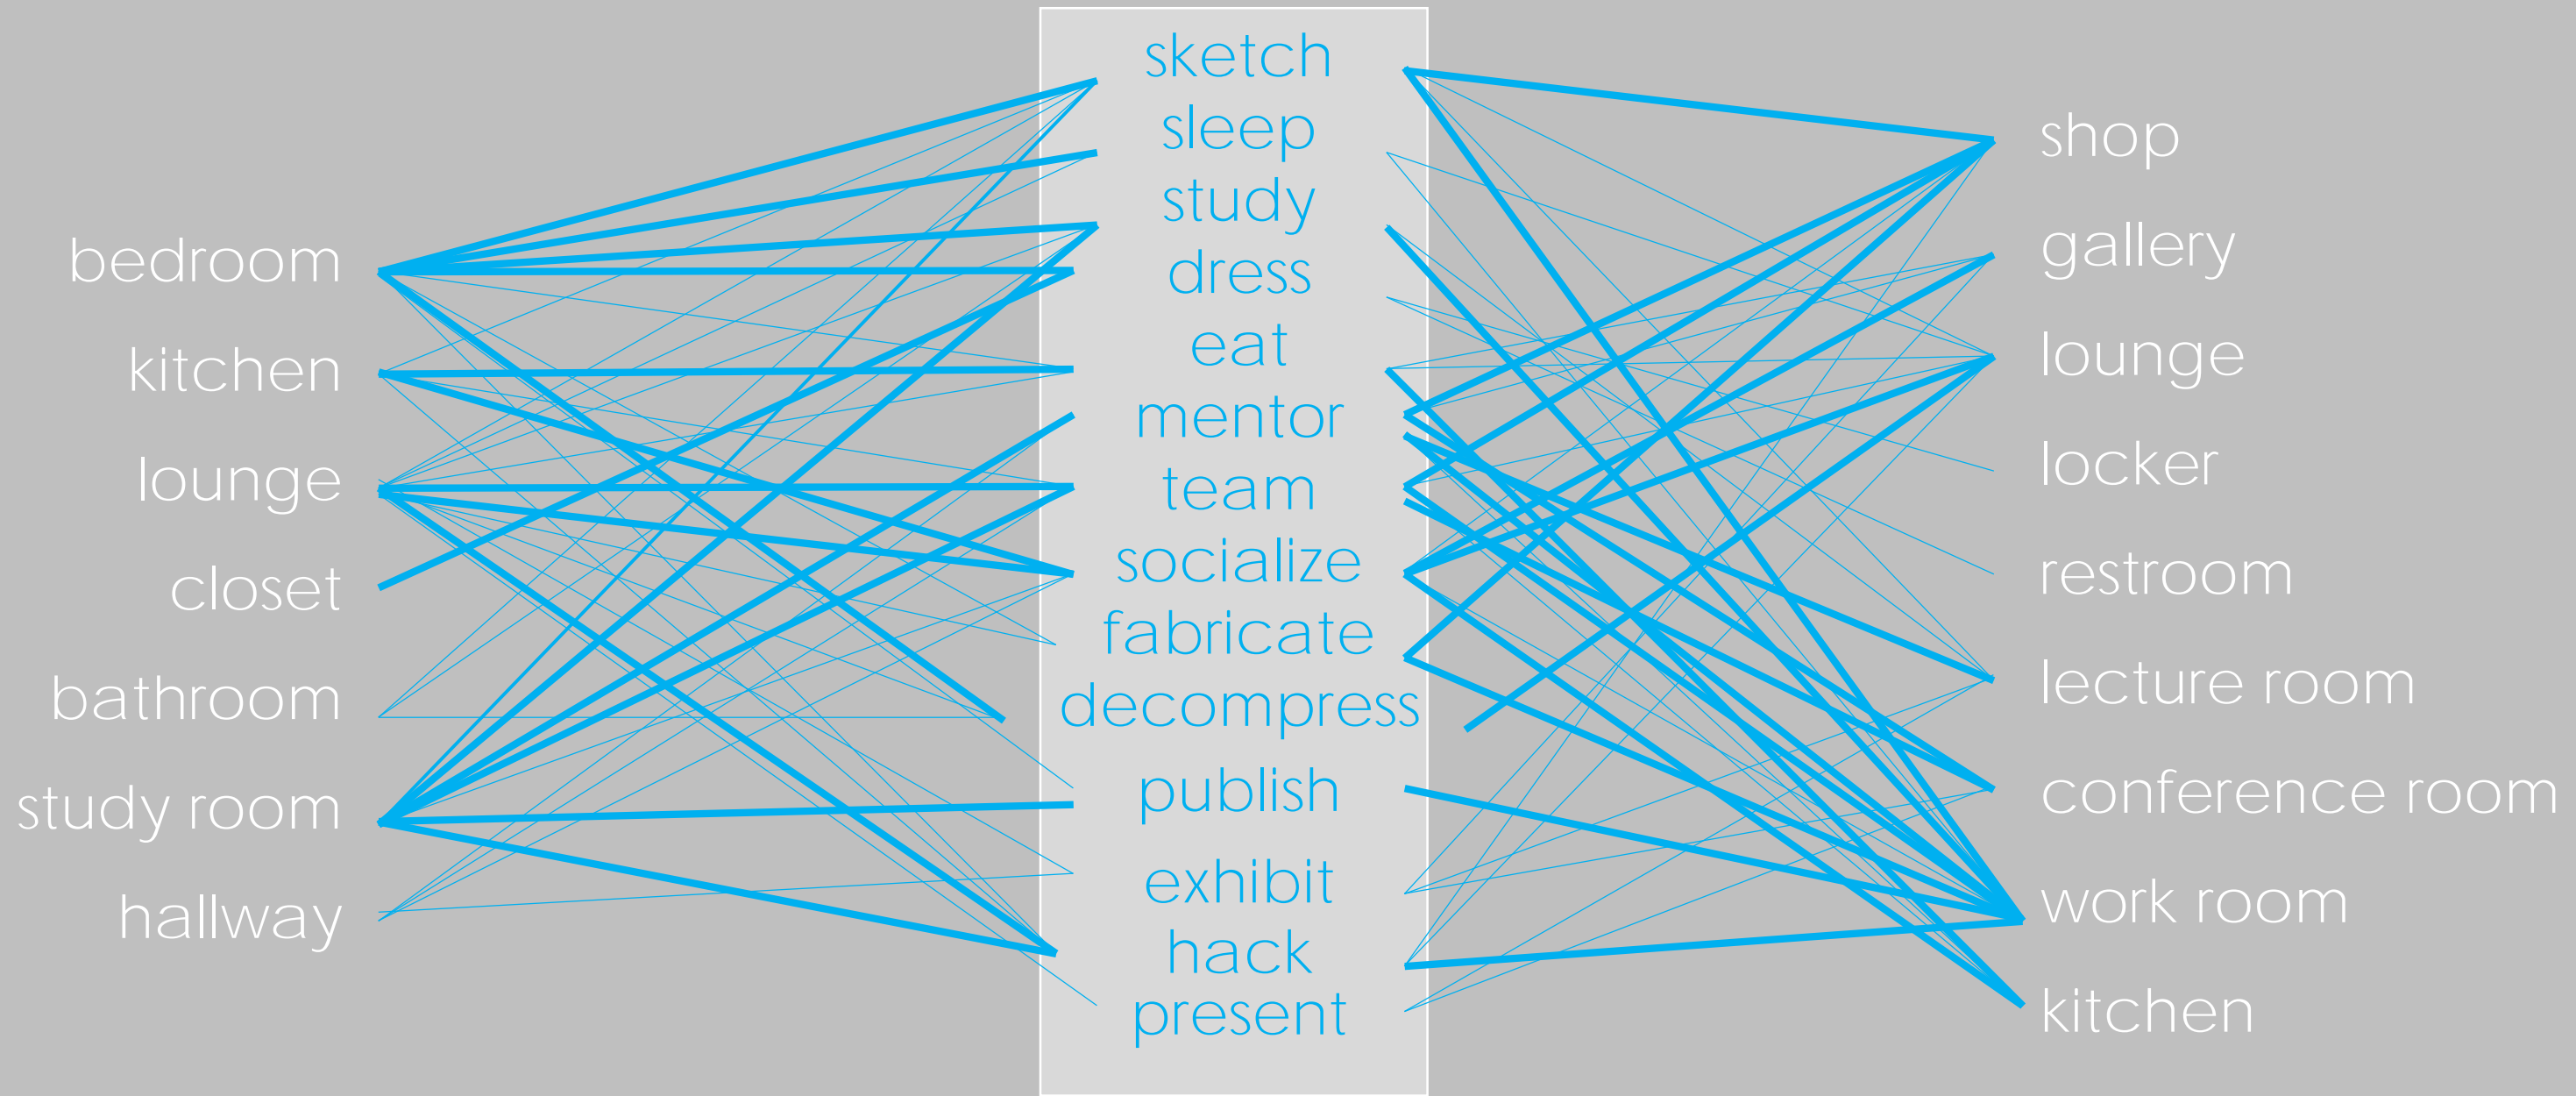 bedroom
kitchen
lounge
closet
bathroom
study room
hallway
sketch
sleep
study
dress
eat
mentor
team
socialize
fabricate
decompress
publish
exhibit
hack
present
shop
gallery
lounge
locker
restroom
lecture room
conference room
work room
kitchen